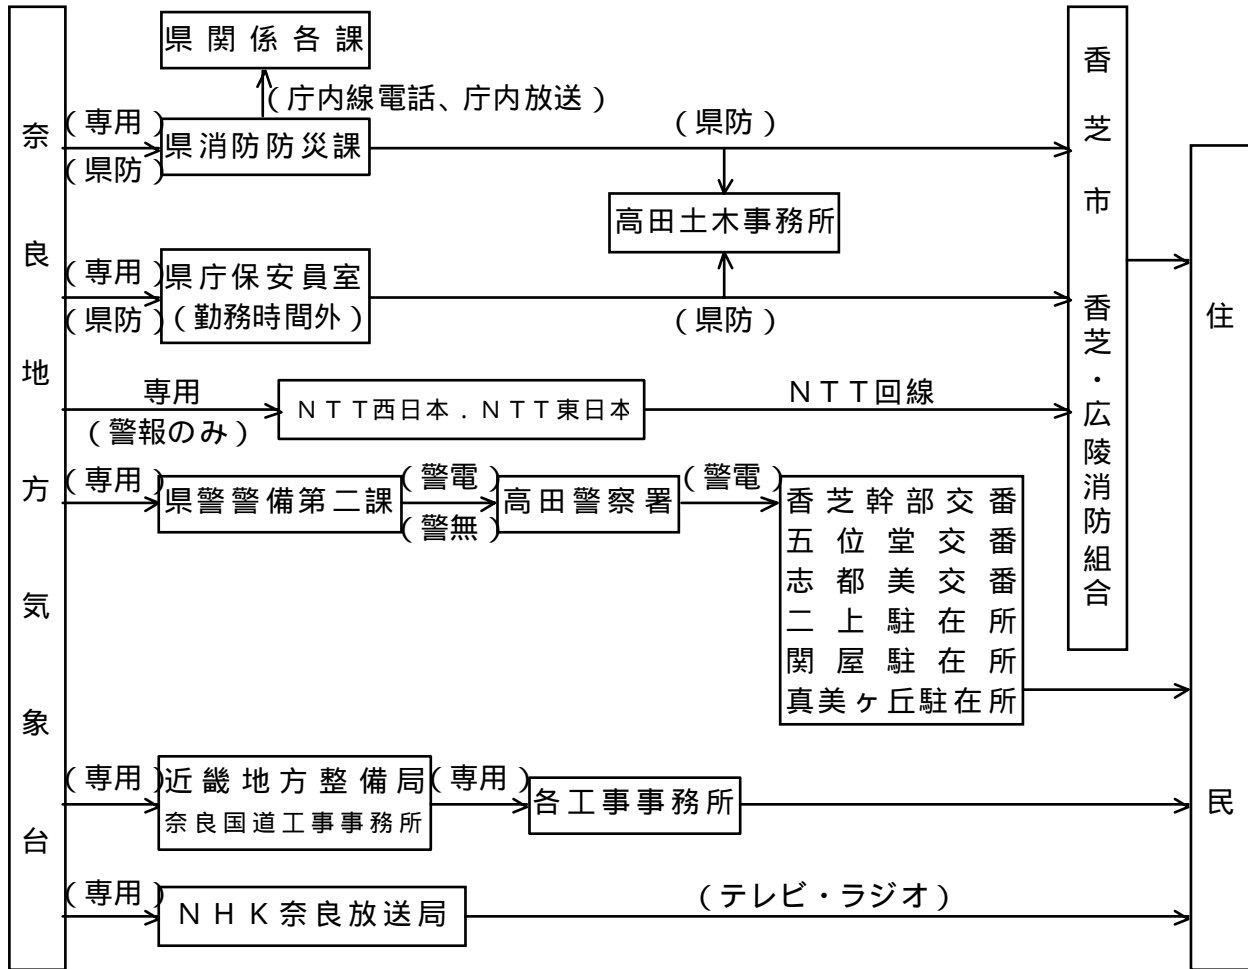 奈良地方気象台
県関係各課
(庁内線電話、庁内放送)
(専用)
(県防)
県消防防災課
(県防)
高田土木事務所
(専用)
(県防)
県庁保安員室
(勤務時間外)
(県防)
専用
(警報のみ)
NTT西日本.NTT東日本
NTT回線
(専用)
県警警備第二課
(警電)
(警無)
高田警察署
(警電)
香芝幹部交番
五位堂交番
志都美交番
二上駐在所
関屋駐在所
真美ヶ丘駐在所
(専用)
近畿地方整備局
奈良国道工事事務所
(専用)
各工事事務所
(専用)
NHK奈良放送局
(テレビ・ラジオ)
香芝市
香芝・広陵消防組合
住民